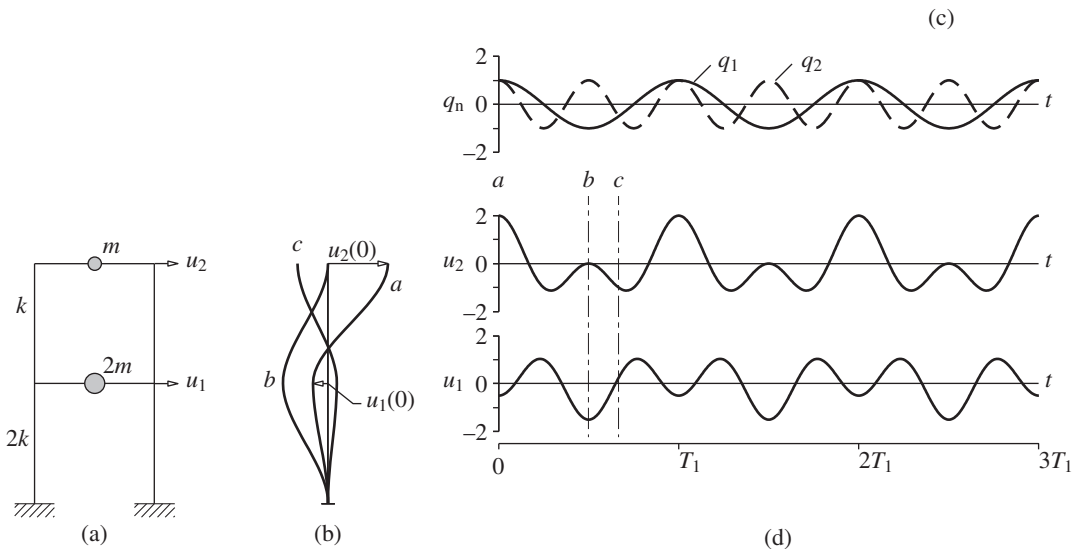 (c)
2
q₁
q₂
qₙ
0
t
−2
a
b
c
2
u₂
0
t
−2
2
u₁
0
t
−2
0
T₁
2T₁
3T₁
(d)
m
u₂
k
2m
u₁
2k
(a)
c
u₂(0)
a
b
u₁(0)
(b)